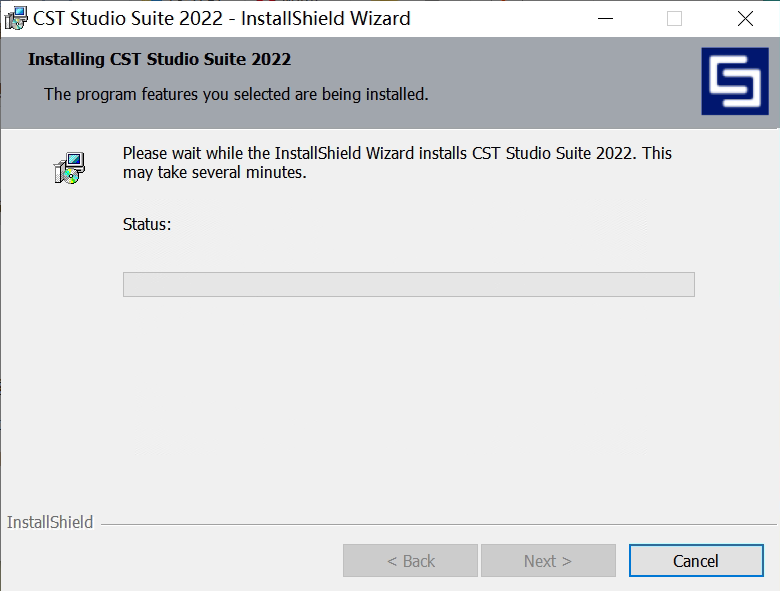 CST Studio Suite 2022 - InstallShield Wizard
Installing CST Studio Suite 2022
The program features you selected are being installed.
Please wait while the InstallShield Wizard installs CST Studio Suite 2022. This
may take several minutes.
Status:
InstallShield
< Back
Next >
Cancel